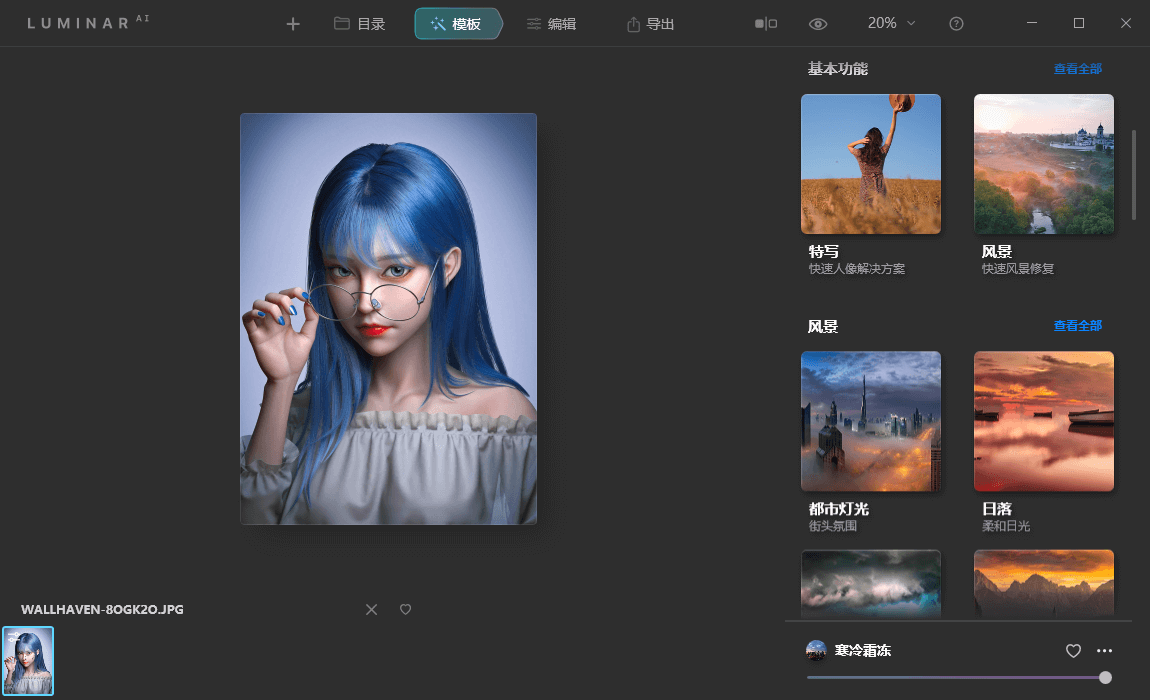 LUMINAR AI
目录
模板
编辑
导出
20%
基本功能 查看全部
特写 风景
快速人像解决方案 快速风景修复
风景 查看全部
都市灯光 日落
街头氛围 柔和日光
WALLHAVEN-8OGK2O.JPG
寒冷霜冻